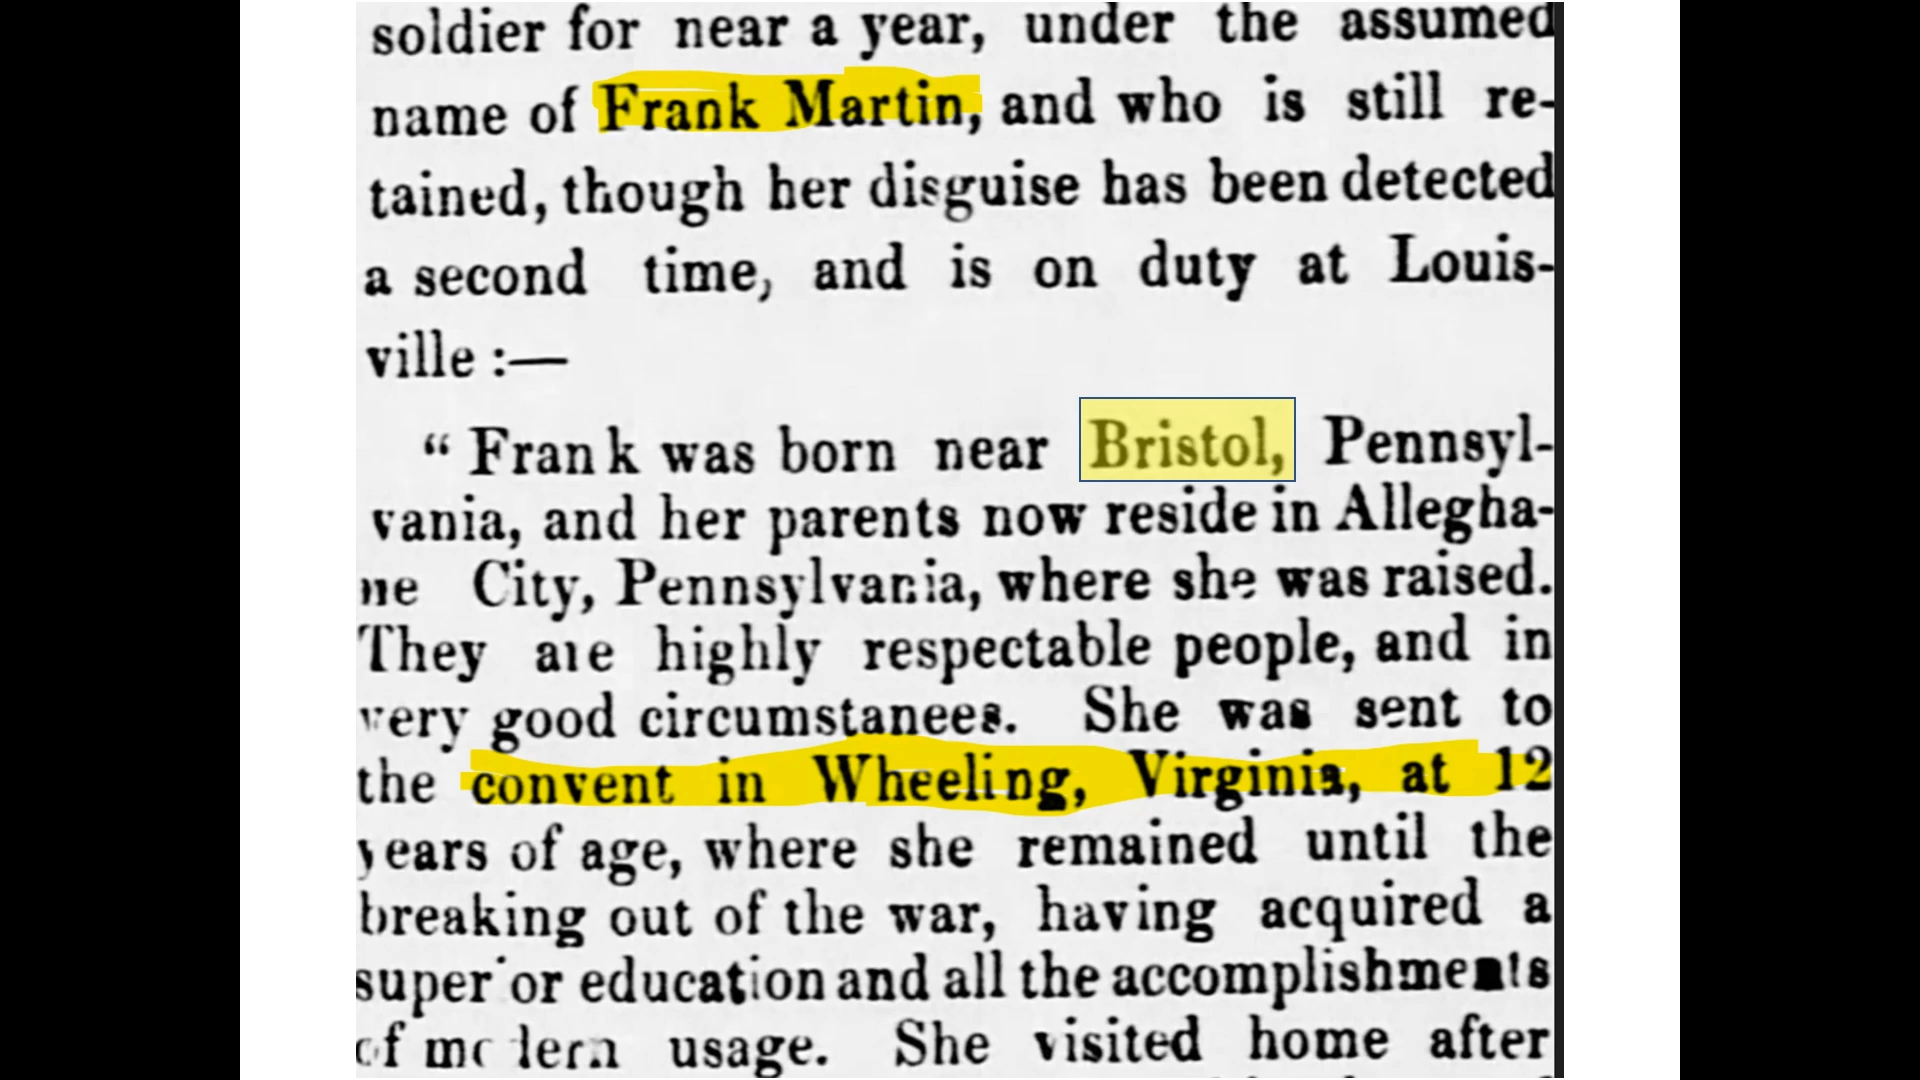 soldier for near a year, under the assumed
name of Frank Martin, and who is still re-
tained, though her disguise has been detected
a second time, and is on duty at Louis-
ville :—
“ Frank was born near Bristol, Pennsyl-
vania, and her parents now reside in Allegha-
ne City, Pennsylvania, where she was raised.
They are highly respectable people, and in
very good circumstanees. She was sent to
the convent in Wheeling, Virginia, at 12
years of age, where she remained until the
breaking out of the war, having acquired a
superior education and all the accomplishments
of modern usage. She visited home after